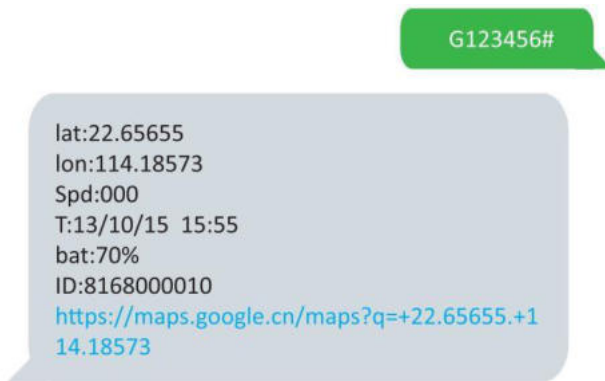 G123456#
lat:22.65655
lon:114.18573
Spd:000
T:13/10/15 15:55
bat:70%
ID:8168000010
https://maps.google.cn/maps?q=+22.65655.+1
14.18573